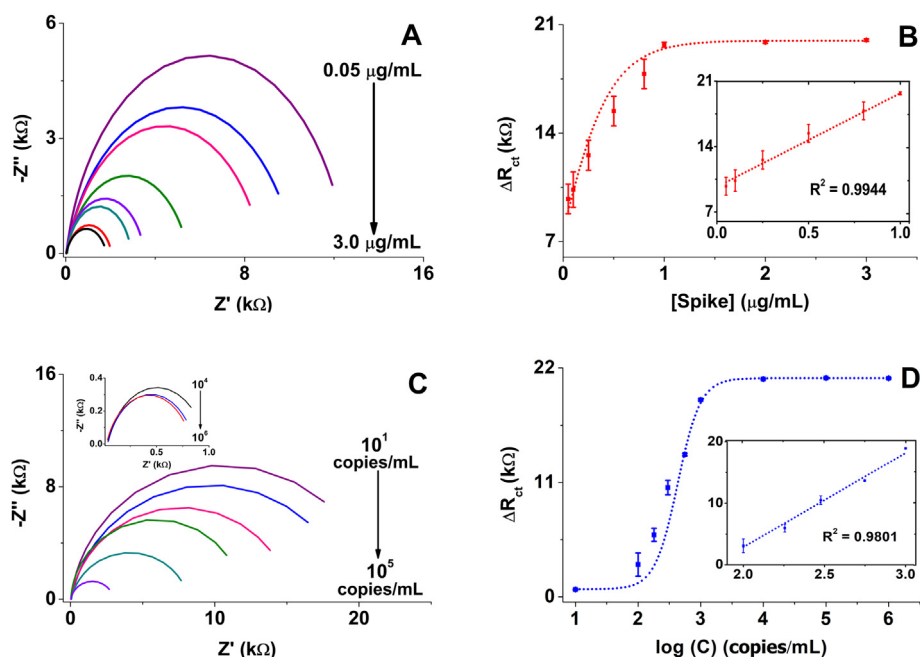 A
6
3
0
-Z" (kΩ)
0.05 μg/mL
3.0 μg/mL
0
8
16
Z' (kΩ)
B
21
14
7
ΔRct (kΩ)
21
14
7
R² = 0.9944
0.0
0.5
1.0
0
1
2
3
[Spike] (μg/mL)
C
16
8
0
-Z" (kΩ)
0.4
0.2
0.0
-Z" (kΩ)
10⁴
10⁶
0.0
0.5
1.0
Z' (kΩ)
10¹
copies/mL
10⁵
copies/mL
0
10
20
Z' (kΩ)
D
22
11
0
ΔRct (kΩ)
20
10
0
R² = 0.9801
2.0
2.5
3.0
1
2
3
4
5
6
log (C) (copies/mL)